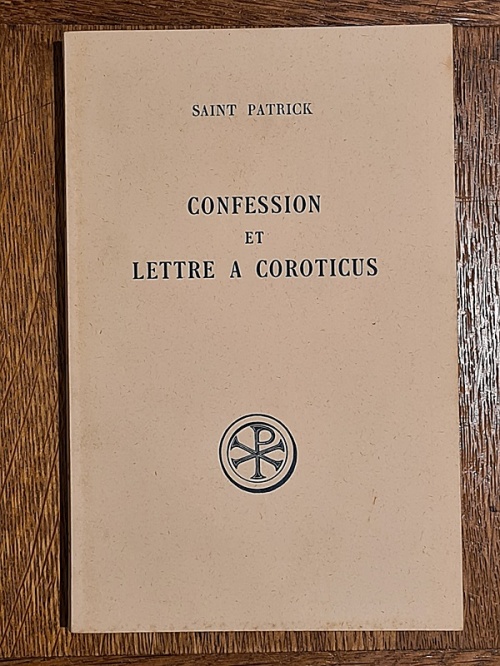 SAINT PATRICK
CONFESSION
ET
LETTRE A COROTICUS